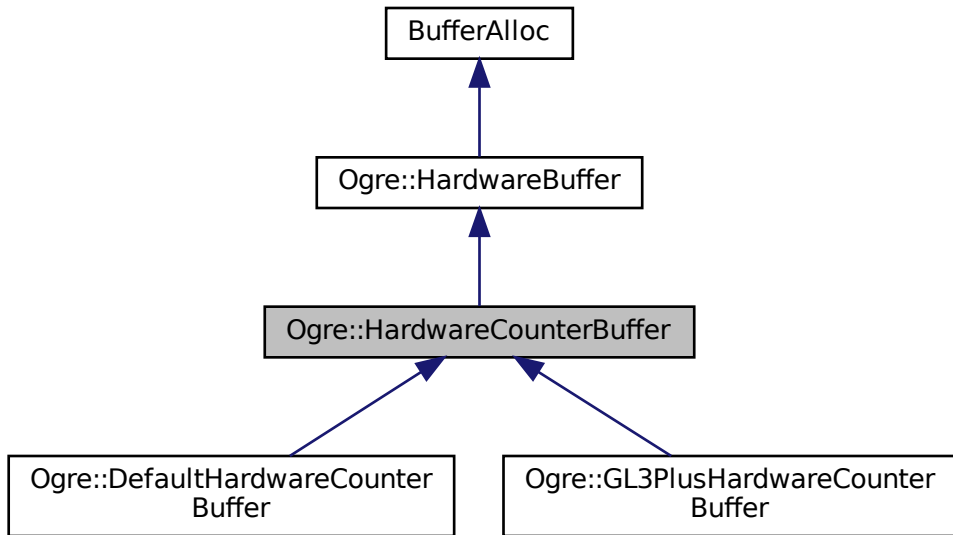 BufferAlloc
Ogre::HardwareBuffer
Ogre::HardwareCounterBuffer
Ogre::DefaultHardwareCounter
Buffer
Ogre::GL3PlusHardwareCounter
Buffer